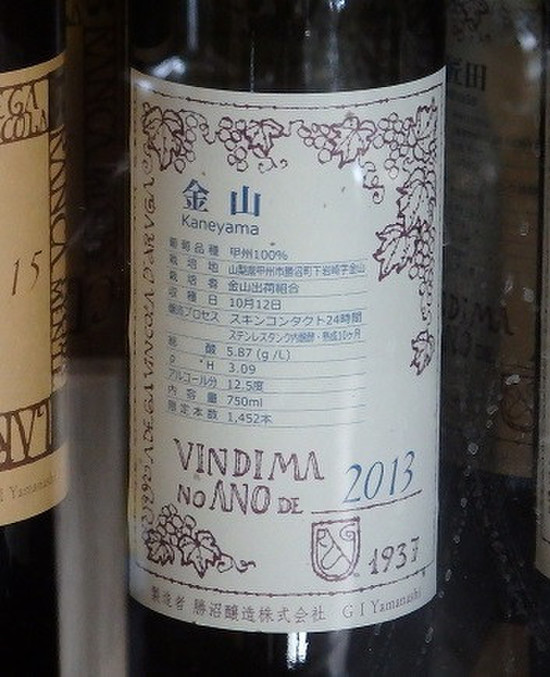 金山
Kaneyama
葡萄品種 甲州100%
栽培地 山梨県甲州市勝沼町下岩崎字金山
栽培者 金山出荷組合
収穫日 10月12日
醸造プロセス スキンコンタクト24時間
ステンレスタンク内醗酵・熟成10ヶ月
総酸 5.87 (g/L)
pH 3.09
アルコール分 12.5度
内容量 750ml
限定本数 1,452本
VINDIMA
NO ANO DE 2013
1937
製造者 勝沼醸造株式会社 GI Yamanashi
15
Yamanashi